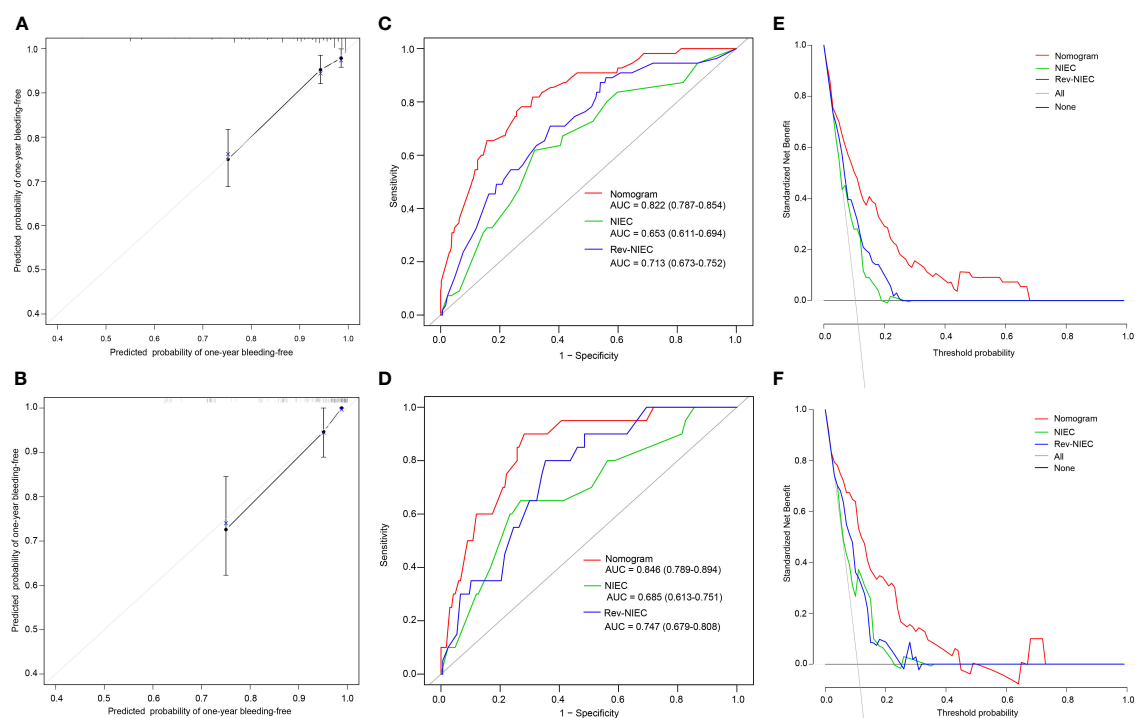 A
1.0
0.9
0.8
0.7
0.6
0.5
0.4
Predicted probability of one-year bleeding-free
0.4 0.5 0.6 0.7 0.8 0.9 1.0
Predicted probability of one-year bleeding-free
C
1.0
0.8
0.6
0.4
0.2
0.0
Sensitivity
Nomogram
AUC = 0.822 (0.787-0.854)
NIEC
AUC = 0.653 (0.611-0.694)
Rev-NIEC
AUC = 0.713 (0.673-0.752)
0.0 0.2 0.4 0.6 0.8 1.0
1 − Specificity
E
1.0
0.8
0.6
0.4
0.2
0.0
Standardized Net Benefit
Nomogram
NIEC
Rev-NIEC
All
None
0.0 0.2 0.4 0.6 0.8 1.0
Threshold probability
B
1.0
0.9
0.8
0.7
0.6
0.5
0.4
Predicted probability of one-year bleeding-free
0.4 0.5 0.6 0.7 0.8 0.9 1.0
Predicted probability of one-year bleeding-free
D
1.0
0.8
0.6
0.4
0.2
0.0
Sensitivity
Nomogram
AUC = 0.846 (0.789-0.894)
NIEC
AUC = 0.685 (0.613-0.751)
Rev-NIEC
AUC = 0.747 (0.679-0.808)
0.0 0.2 0.4 0.6 0.8 1.0
1 − Specificity
F
1.0
0.8
0.6
0.4
0.2
0.0
Standardized Net Benefit
Nomogram
NIEC
Rev-NIEC
All
None
0.0 0.2 0.4 0.6 0.8 1.0
Threshold probability